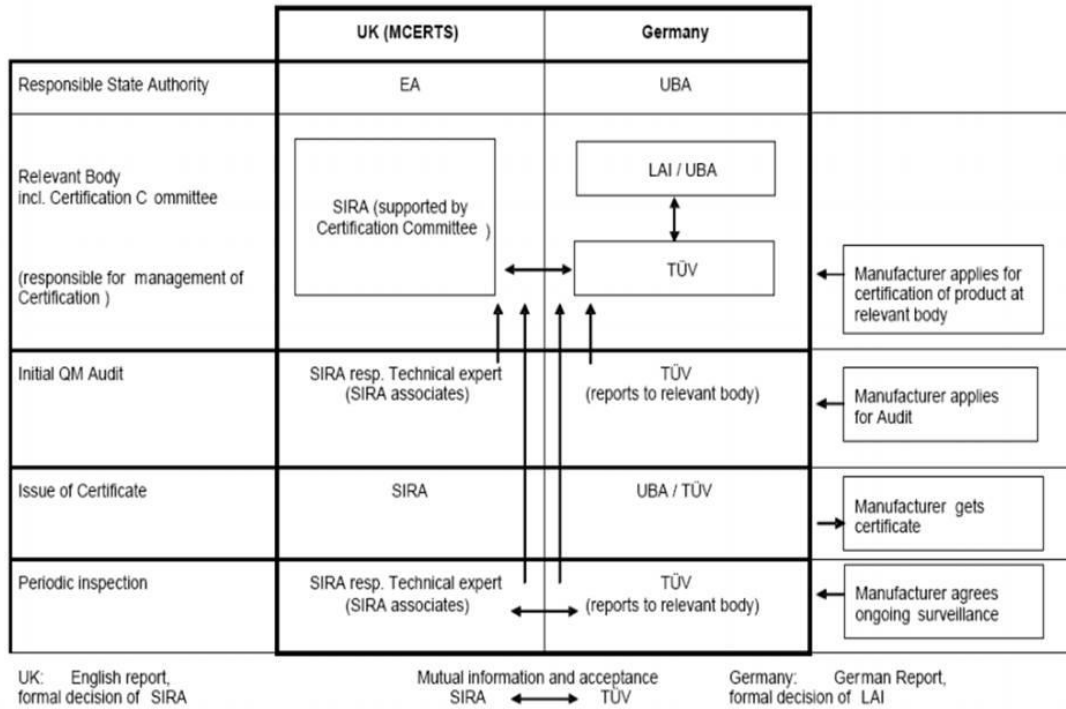 UK (MCERTS)
Germany
Responsible State Authority
EA
UBA
Relevant Body
incl. Certification C ommittee
(responsible for management of
Certification )
SIRA (supported by
Certification Committee )
LAI / UBA
TÜV
Manufacturer applies for
certification of product at
relevant body
Initial QM Audit
SIRA resp. Technical expert
(SIRA associates)
TÜV
(reports to relevant body)
Manufacturer applies
for Audit
Issue of Certificate
SIRA
UBA / TÜV
Manufacturer gets
certificate
Periodic inspection
SIRA resp. Technical expert
(SIRA associates)
TÜV
(reports to relevant body)
Manufacturer agrees
ongoing surveillance
UK: English report,
formal decision of SIRA
Mutual information and acceptance
SIRA TÜV
Germany: German Report,
formal decision of LAI